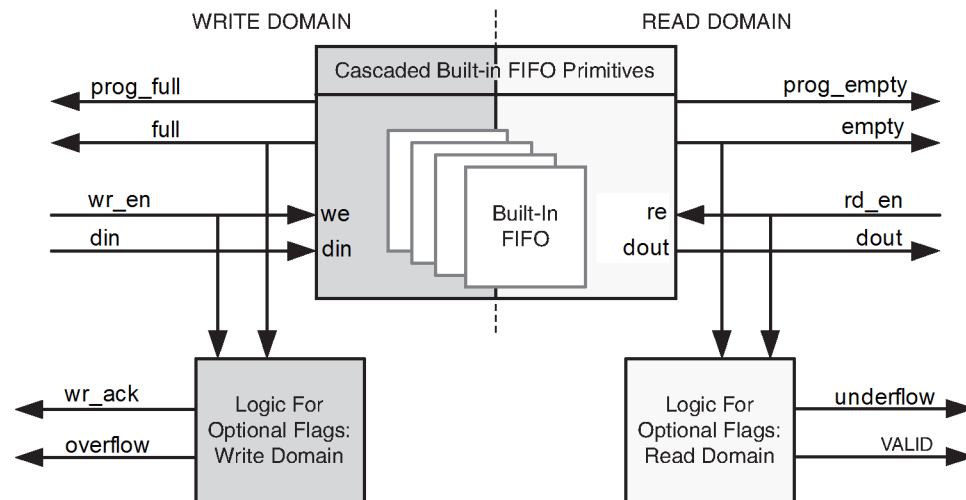 WRITE DOMAIN
READ DOMAIN
Cascaded Built-in FIFO Primitives
prog_full
prog_empty
full
empty
wr_en
we
Built-In
FIFO
re
rd_en
din
din
dout
dout
wr_ack
overflow
Logic For
Optional Flags:
Write Domain
Logic For
Optional Flags:
Read Domain
underflow
VALID